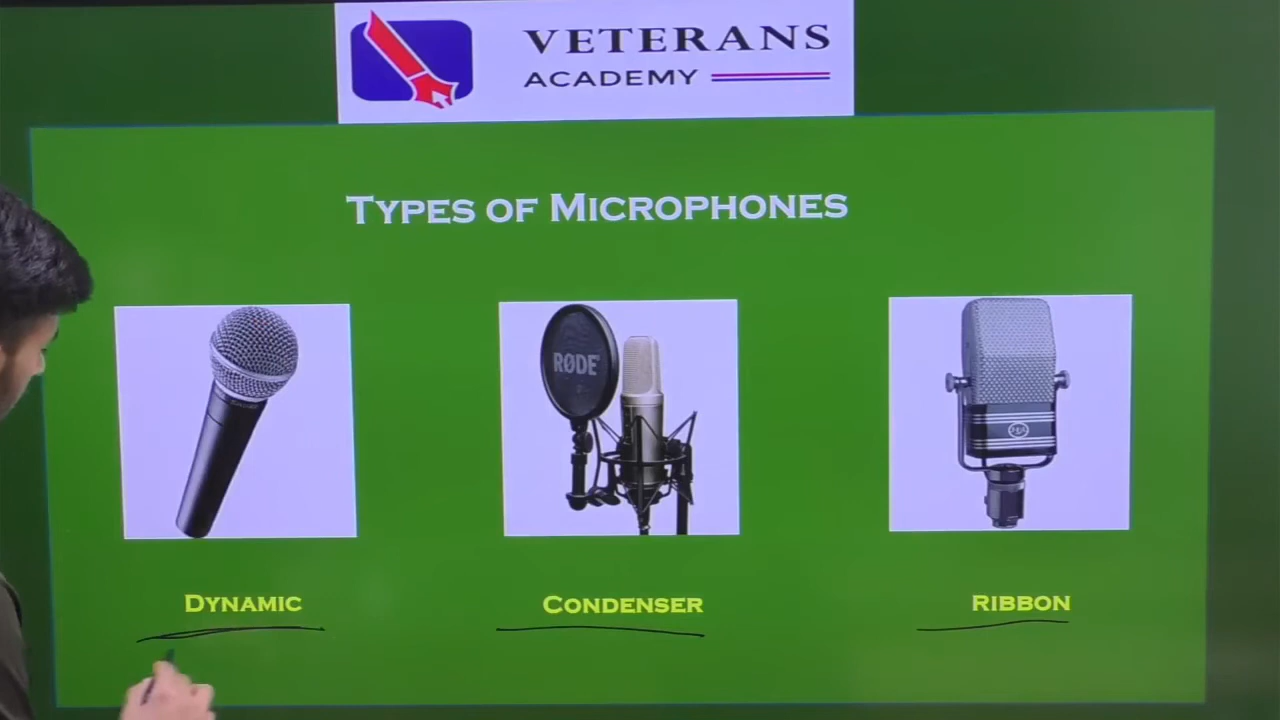 VETERANS
ACADEMY
TYPES OF MICROPHONES
RØDE
DYNAMIC
CONDENSER
RIBBON